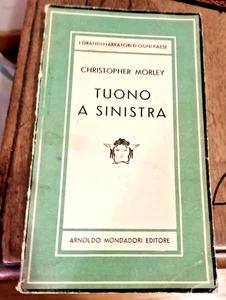 I GRANDI NARRATORI D'OGNI PAESE
CHRISTOPHER MORLEY
TUONO
A SINISTRA
ARNOLDO MONDADORI EDITORE